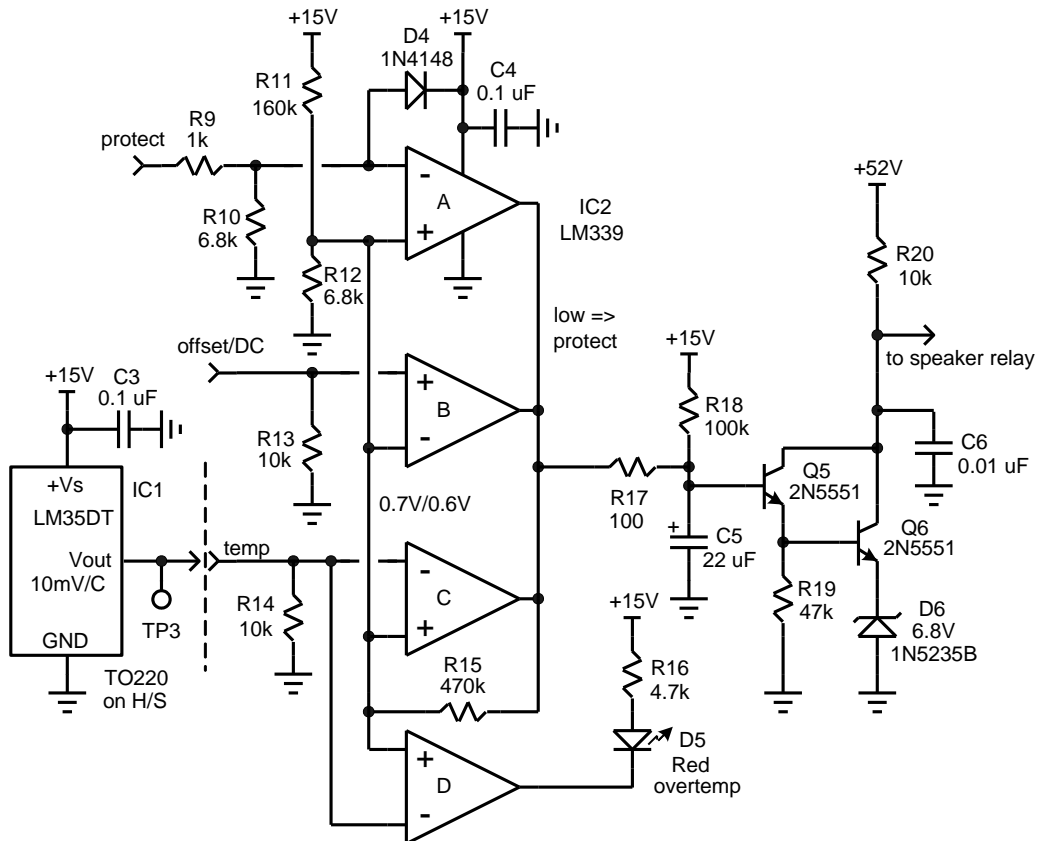 +15V
D4
1N4148
+15V
C4
0.1 uF
R11
160k
R9
1k
protect
-
A
+
IC2
LM339
R10
6.8k
R12
6.8k
+52V
R20
10k
to speaker relay
low =>
protect
offset/DC
+
B
-
+15V
C3
0.1 uF
R13
10k
+15V
R18
100k
C6
0.01 uF
+Vs
IC1
LM35DT
Vout
10mV/C
GND
TP3
TO220
on H/S
temp
0.7V/0.6V
R17
100
+
C5
22 uF
Q5
2N5551
Q6
2N5551
R14
10k
-
C
+
R19
47k
D6
6.8V
1N5235B
+15V
R15
470k
R16
4.7k
D5
Red
overtemp
+
D
-